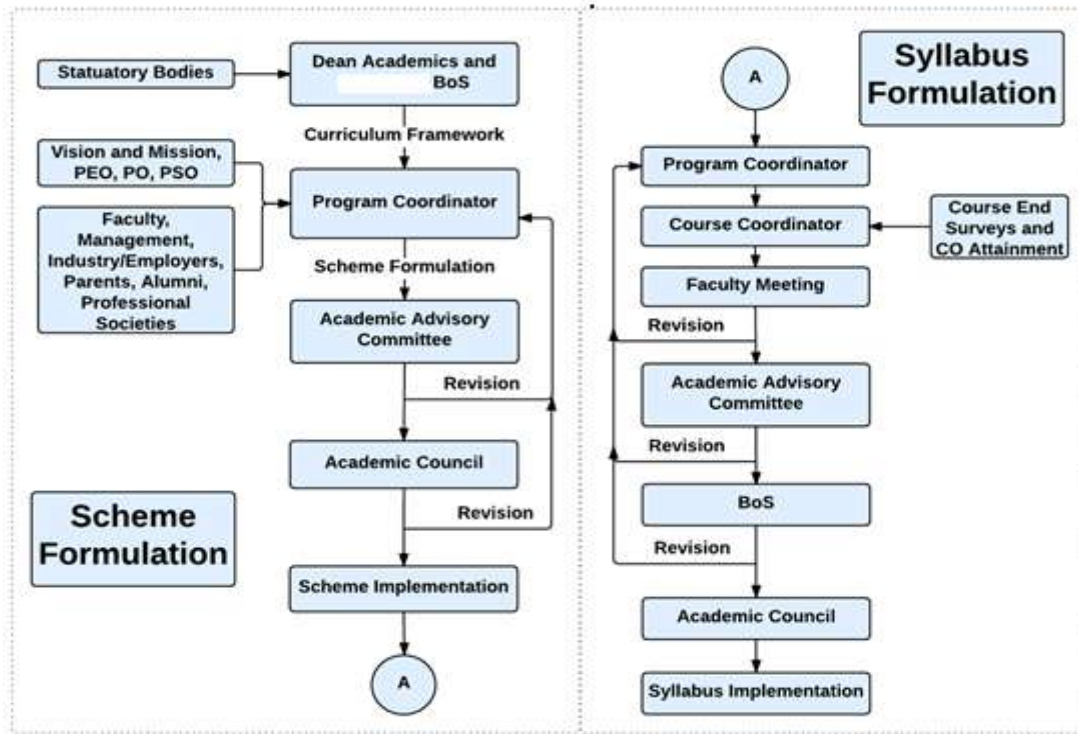 Statuatory Bodies
Dean Academics and
BoS
Curriculum Framework
Vision and Mission,
PEO, PO, PSO
Faculty,
Management,
Industry/Employers,
Parents, Alumni,
Professional
Societies
Program Coordinator
Scheme Formulation
Academic Advisory
Committee
Revision
Academic Council
Revision
Scheme
Formulation
Scheme Implementation
A
Syllabus
Formulation
A
Program Coordinator
Course Coordinator
Course End
Surveys and
CO Attainment
Faculty Meeting
Revision
Academic Advisory
Committee
Revision
BoS
Revision
Academic Council
Syllabus Implementation